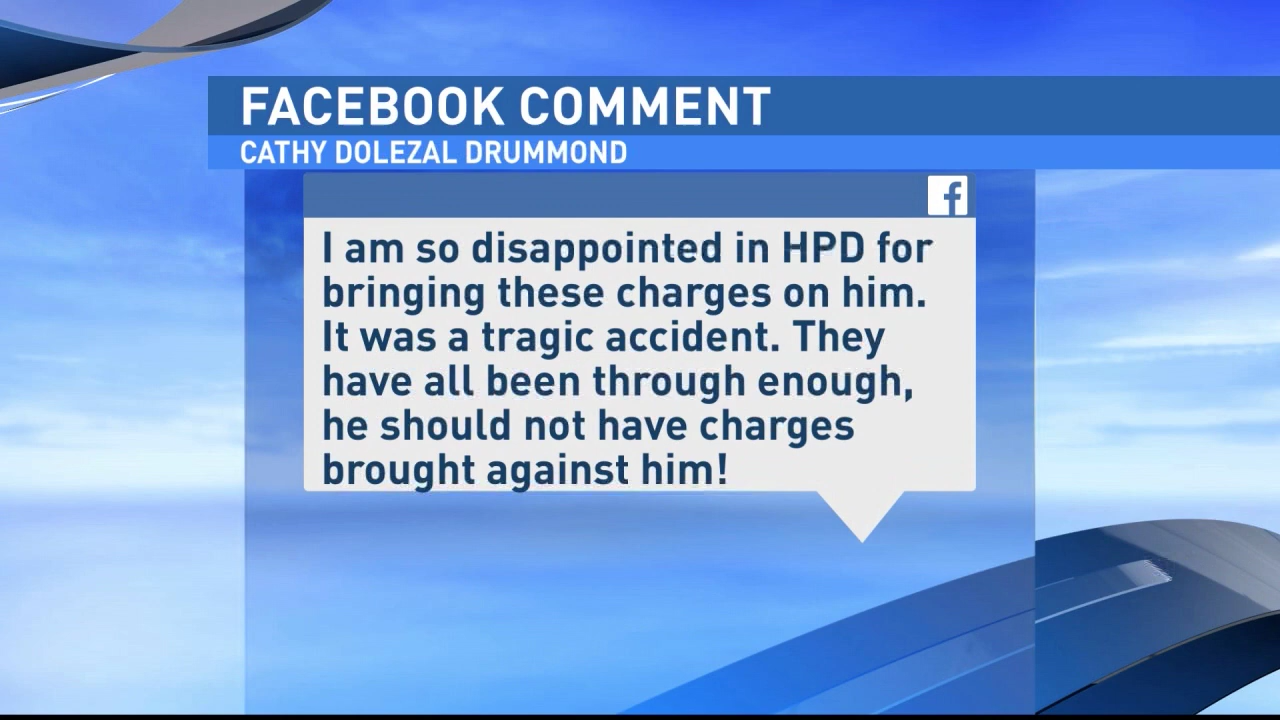 FACEBOOK COMMENT
CATHY DOLEZAL DRUMMOND
f
I am so disappointed in HPD for
bringing these charges on him.
It was a tragic accident. They
have all been through enough,
he should not have charges
brought against him!